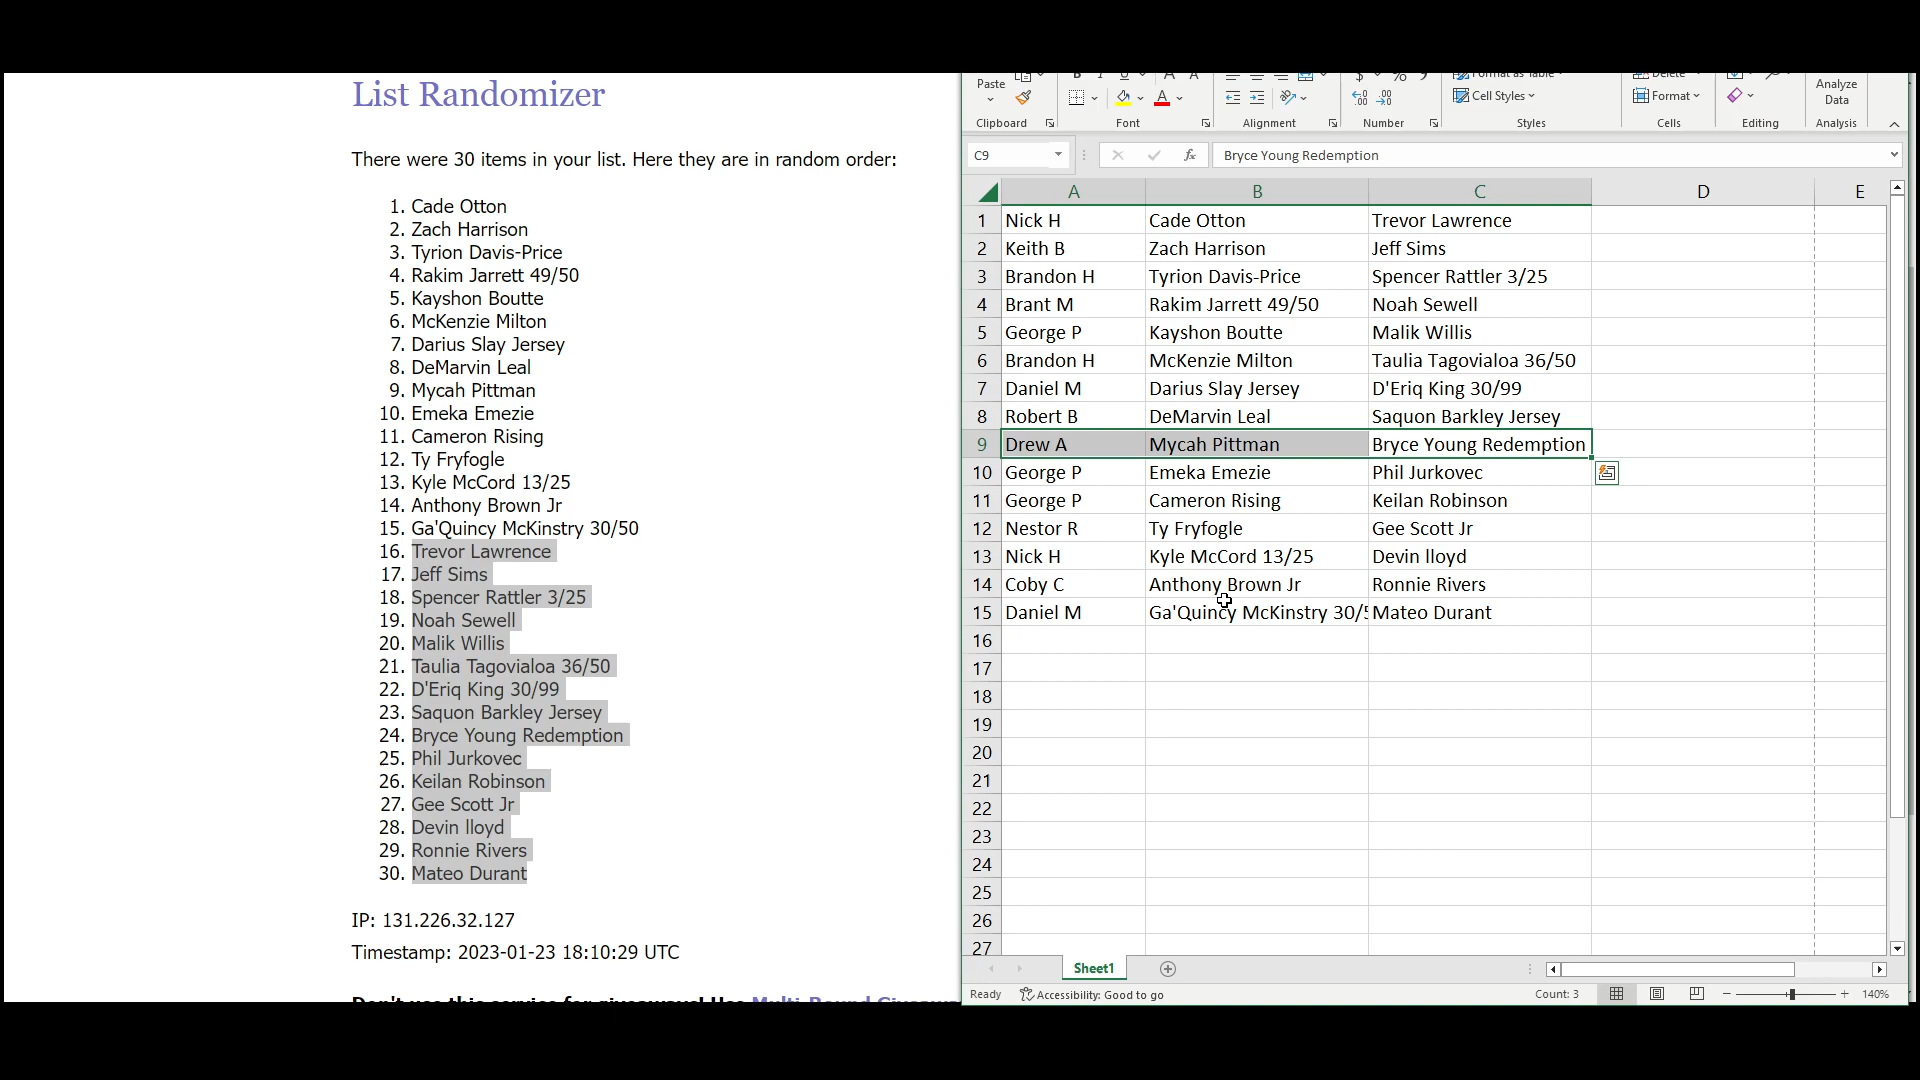 List Randomizer
There were 30 items in your list. Here they are in random order:
1. Cade Otton
2. Zach Harrison
3. Tyrion Davis-Price
4. Rakim Jarrett 49/50
5. Kayshon Boutte
6. McKenzie Milton
7. Darius Slay Jersey
8. DeMarvin Leal
9. Mycah Pittman
10. Emeka Emezie
11. Cameron Rising
12. Ty Fryfogle
13. Kyle McCord 13/25
14. Anthony Brown Jr
15. Ga'Quincy McKinstry 30/50
16. Trevor Lawrence
17. Jeff Sims
18. Spencer Rattler 3/25
19. Noah Sewell
20. Malik Willis
21. Taulia Tagovialoa 36/50
22. D'Eriq King 30/99
23. Saquon Barkley Jersey
24. Bryce Young Redemption
25. Phil Jurkovec
26. Keilan Robinson
27. Gee Scott Jr
28. Devin lloyd
29. Ronnie Rivers
30. Mateo Durant
IP: 131.226.32.127
Timestamp: 2023-01-23 18:10:29 UTC
Don't use this service for giveaways! Use Multi-Round
Paste
Format as Table
Delete
Cell Styles
Format
Analyze
Data
Clipboard Font Alignment Number Styles Cells Editing Analysis
C9 fx Bryce Young Redemption
A B C D E
1 Nick H Cade Otton Trevor Lawrence
2 Keith B Zach Harrison Jeff Sims
3 Brandon H Tyrion Davis-Price Spencer Rattler 3/25
4 Brant M Rakim Jarrett 49/50 Noah Sewell
5 George P Kayshon Boutte Malik Willis
6 Brandon H McKenzie Milton Taulia Tagovialoa 36/50
7 Daniel M Darius Slay Jersey D'Eriq King 30/99
8 Robert B DeMarvin Leal Saquon Barkley Jersey
9 Drew A Mycah Pittman Bryce Young Redemption
10 George P Emeka Emezie Phil Jurkovec
11 George P Cameron Rising Keilan Robinson
12 Nestor R Ty Fryfogle Gee Scott Jr
13 Nick H Kyle McCord 13/25 Devin lloyd
14 Coby C Anthony Brown Jr Ronnie Rivers
15 Daniel M Ga'Quincy McKinstry 30/5 Mateo Durant
16
17
18
19
20
21
22
23
24
25
26
27
Sheet1
Ready Accessibility: Good to go Count: 3 140%